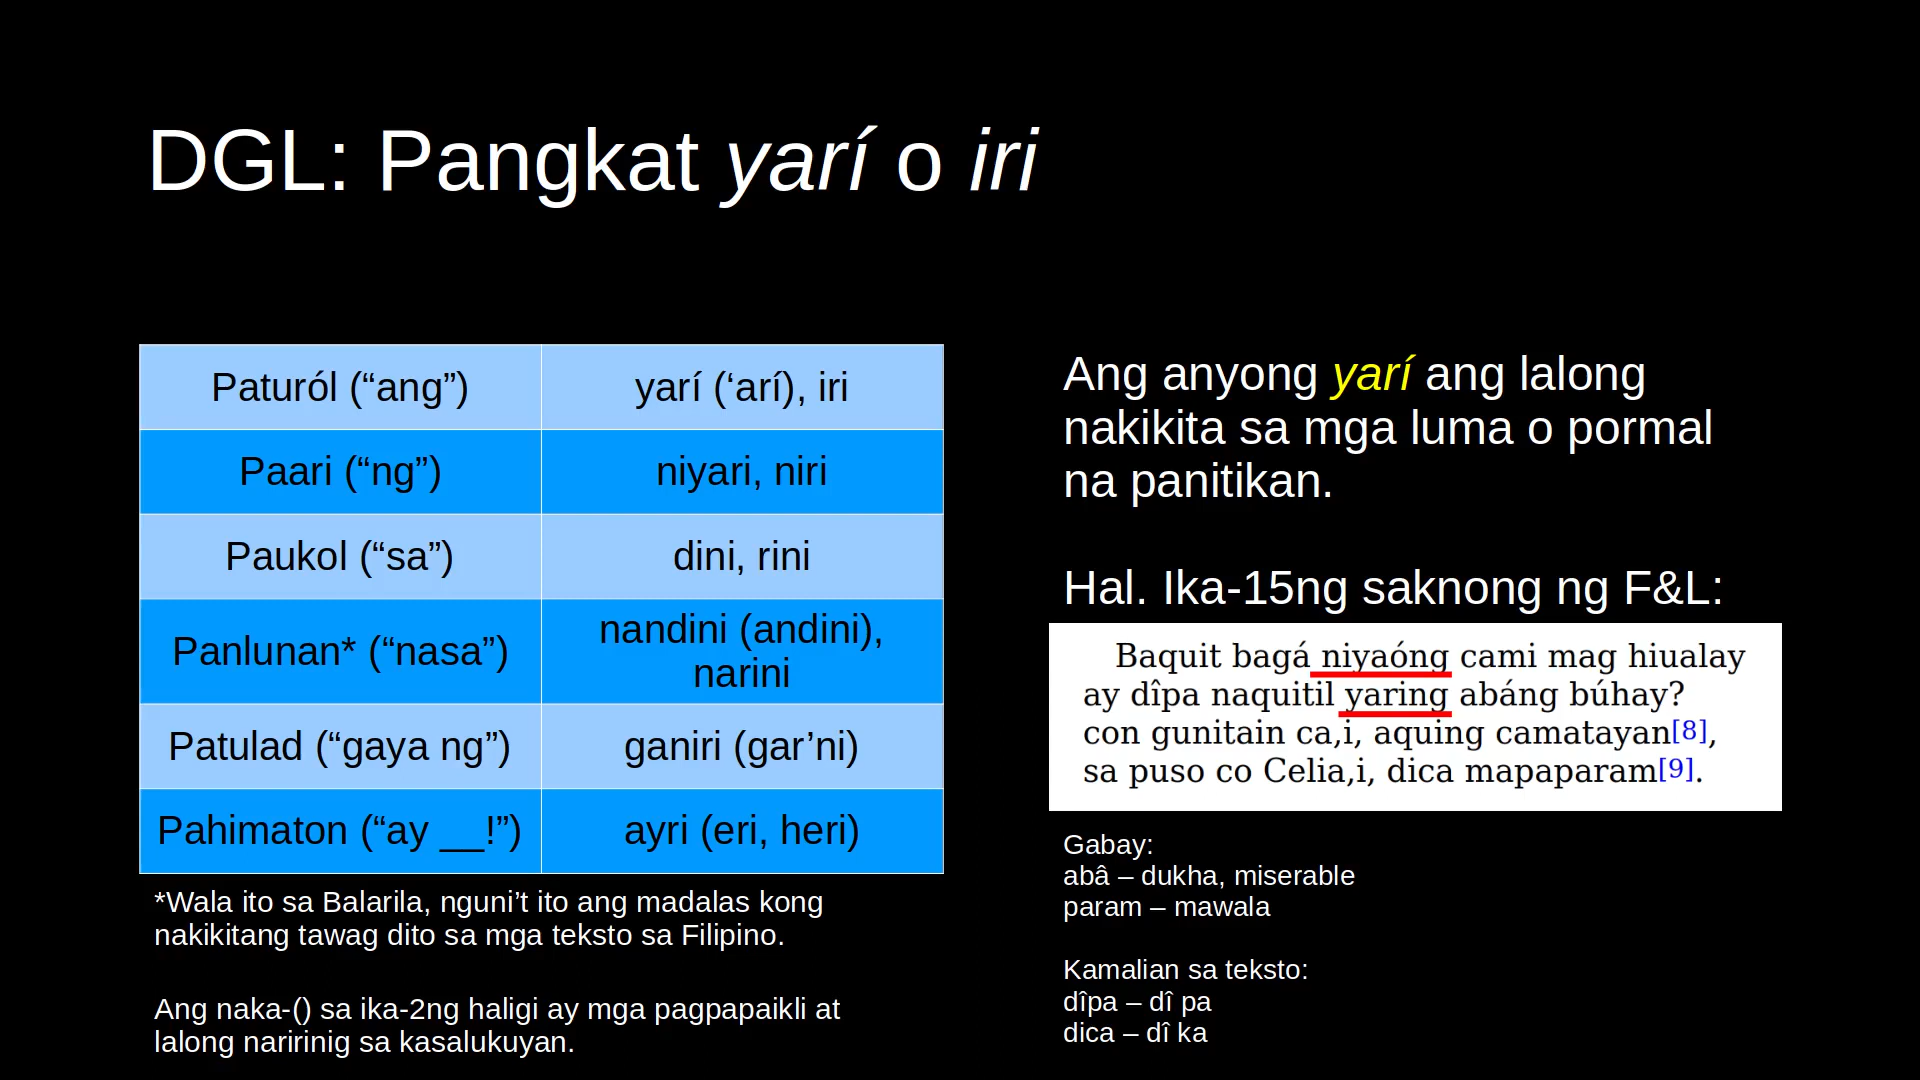 DGL: Pangkat yarí o iri
Paturól (“ang”) yarí (‘arí), iri
Paari (“ng”) niyari, niri
Paukol (“sa”) dini, rini
Panlunan* (“nasa”) nandini (andini),
narini
Patulad (“gaya ng”) ganiri (gar’ni)
Pahimaton (“ay __!”) ayri (eri, heri)
*Wala ito sa Balarila, nguni’t ito ang madalas kong
nakikitang tawag dito sa mga teksto sa Filipino.
Ang naka-() sa ika-2ng haligi ay mga pagpapaikli at
lalong naririnig sa kasalukuyan.
Ang anyong yarí ang lalong
nakikita sa mga luma o pormal
na panitikan.
Hal. Ika-15ng saknong ng F&L:
Baquit bagá niyaóng cami mag hiualay
ay dîpa naquitil yaring abáng búhay?
con gunitain ca,i, aquing camatayan[8],
sa puso co Celia,i, dica mapaparam[9].
Gabay:
abâ – dukha, miserable
param – mawala
Kamalian sa teksto:
dîpa – dî pa
dica – dî ka